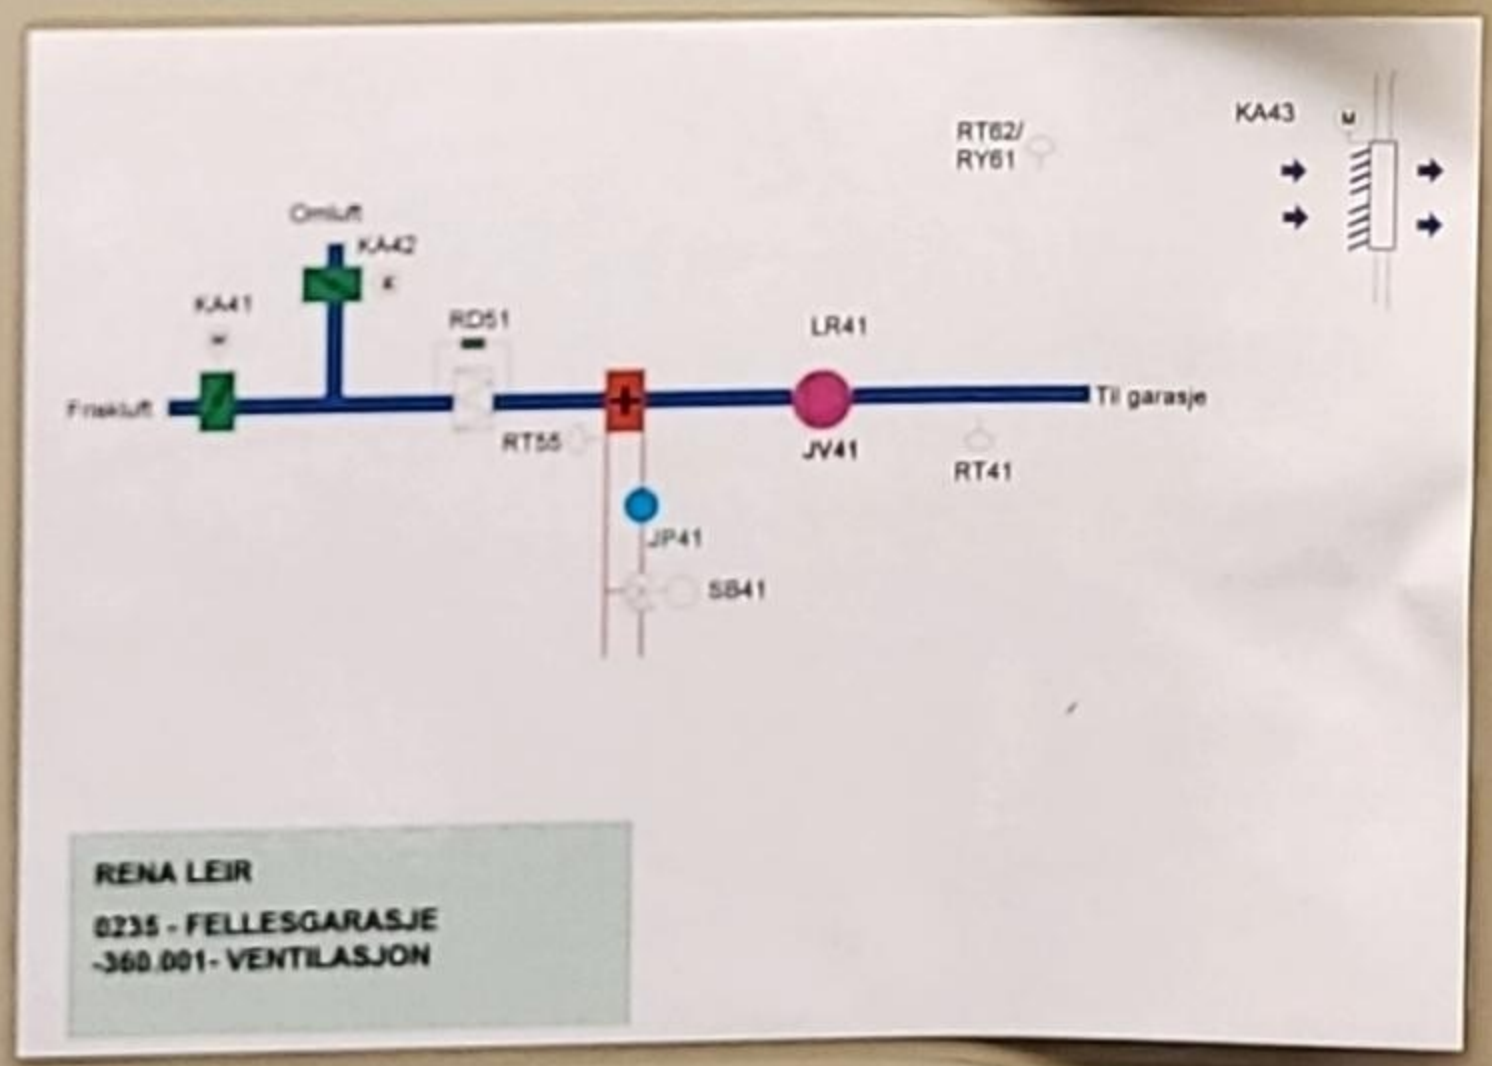 KA43
M
RT62/
RY61
Omluft
KA42
KA41
RD51
LR41
Friskluft
Til garasje
RT55
JV41
RT41
JP41
SB41
RENA LEIR
0235 - FELLESGARASJE
-360.001- VENTILASJON